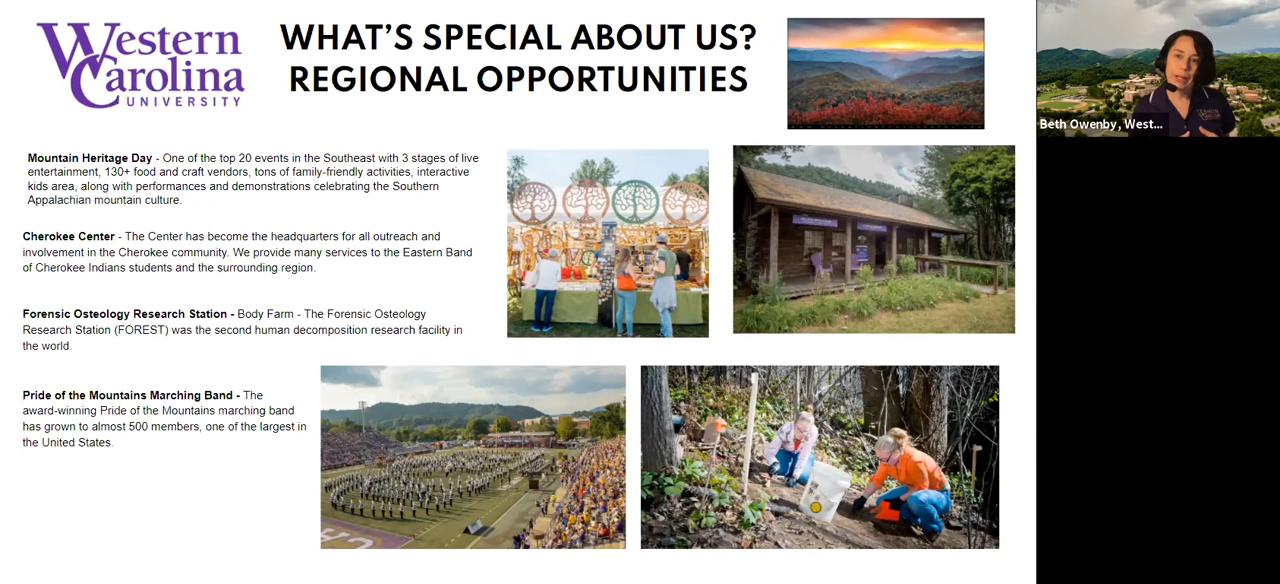 WESTERN
CAROLINA
UNIVERSITY
WHAT'S SPECIAL ABOUT US?
REGIONAL OPPORTUNITIES
Beth Owenby, West...
Mountain Heritage Day - One of the top 20 events in the Southeast with 3 stages of live
entertainment, 130+ food and craft vendors, tons of family-friendly activities, interactive
kids area, along with performances and demonstrations celebrating the Southern
Appalachian mountain culture.
Cherokee Center - The Center has become the headquarters for all outreach and
involvement in the Cherokee community. We provide many services to the Eastern Band
of Cherokee Indians students and the surrounding region.
Forensic Osteology Research Station - Body Farm - The Forensic Osteology
Research Station (FOREST) was the second human decomposition research facility in
the world.
Pride of the Mountains Marching Band - The
award-winning Pride of the Mountains marching band
has grown to almost 500 members, one of the largest in
the United States.